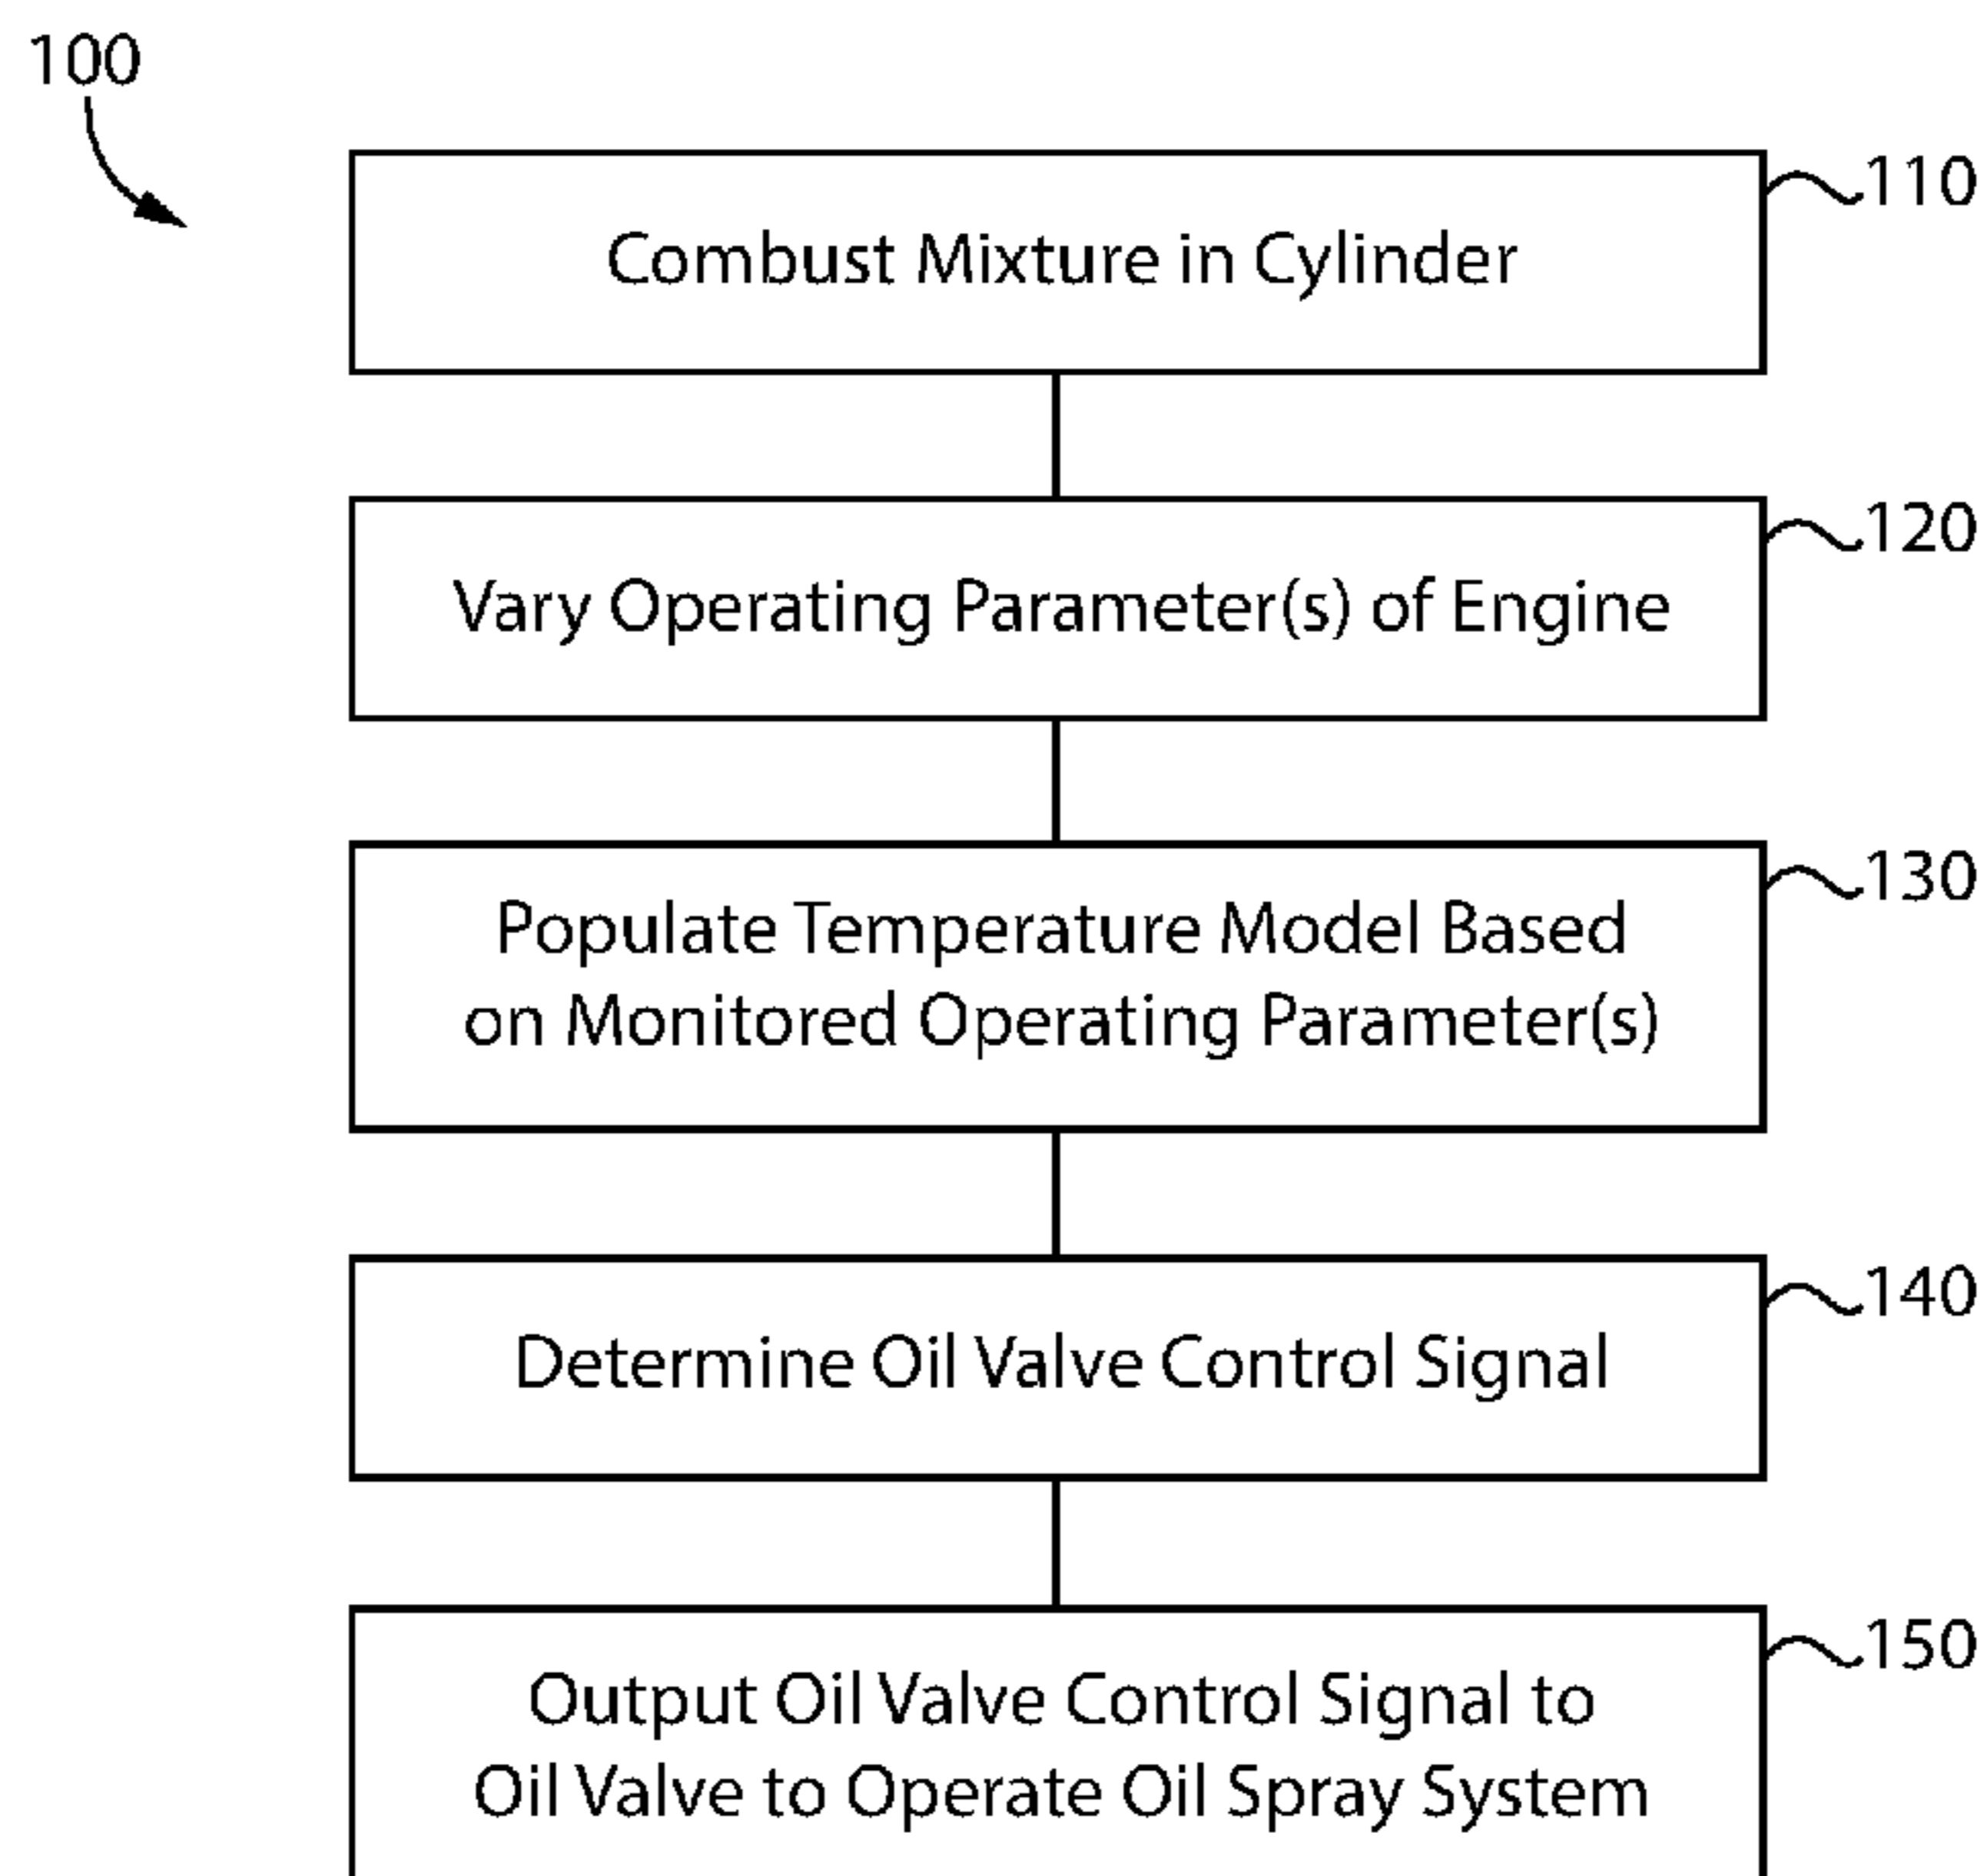 100
110
Combust Mixture in Cylinder
120
Vary Operating Parameter(s) of Engine
130
Populate Temperature Model Based
on Monitored Operating Parameter(s)
140
Determine Oil Valve Control Signal
150
Output Oil Valve Control Signal to
Oil Valve to Operate Oil Spray System